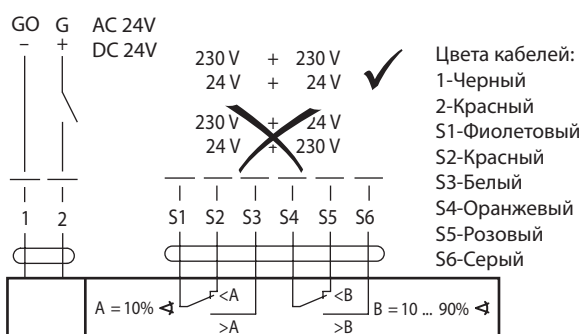 GO G AC 24V
– + DC 24V
230 V + 230 V
24 V + 24 V
230 V + 24 V
24 V + 230 V
Цвета кабелей:
1-Черный
2-Красный
S1-Фиолетовый
S2-Красный
S3-Белый
S4-Оранжевый
S5-Розовый
S6-Серый
1 2 S1 S2 S3 S4 S5 S6
A = 10% ∢ <A >A
<B >B B = 10 ... 90% ∢